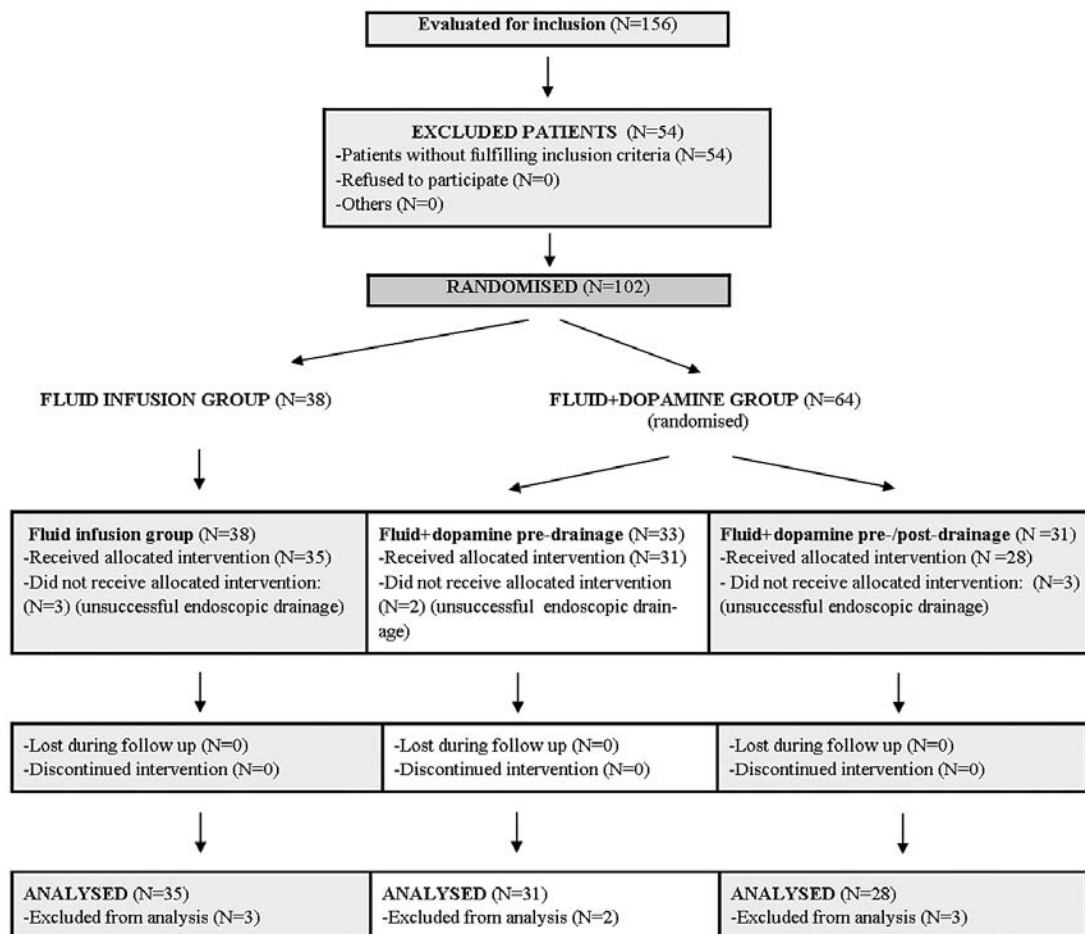 Evaluated for inclusion (N=156)
EXCLUDED PATIENTS (N=54)
-Patients without fulfilling inclusion criteria (N=54)
-Refused to participate (N=0)
-Others (N=0)
RANDOMISED (N=102)
FLUID INFUSION GROUP (N=38)
FLUID+DOPAMINE GROUP (N=64)
(randomised)
Fluid infusion group (N=38)
-Received allocated intervention (N=35)
-Did not receive allocated intervention:
(N=3) (unsuccessful endoscopic drainage)
Fluid+dopamine pre-drainage (N=33)
-Received allocated intervention (N=31)
-Did not receive allocated intervention
(N=2) (unsuccessful endoscopic drain-
age)
Fluid+dopamine pre-/post-drainage (N =31)
-Received allocated intervention (N =28)
- Did not receive allocated intervention: (N=3)
(unsuccessful endoscopic drainage)
-Lost during follow up (N=0)
-Discontinued intervention (N=0)
-Lost during follow up (N=0)
-Discontinued intervention (N=0)
-Lost during follow up (N=0)
-Discontinued intervention (N=0)
ANALYSED (N=35)
-Excluded from analysis (N=3)
ANALYSED (N=31)
-Excluded from analysis (N=2)
ANALYSED (N=28)
-Excluded from analysis (N=3)